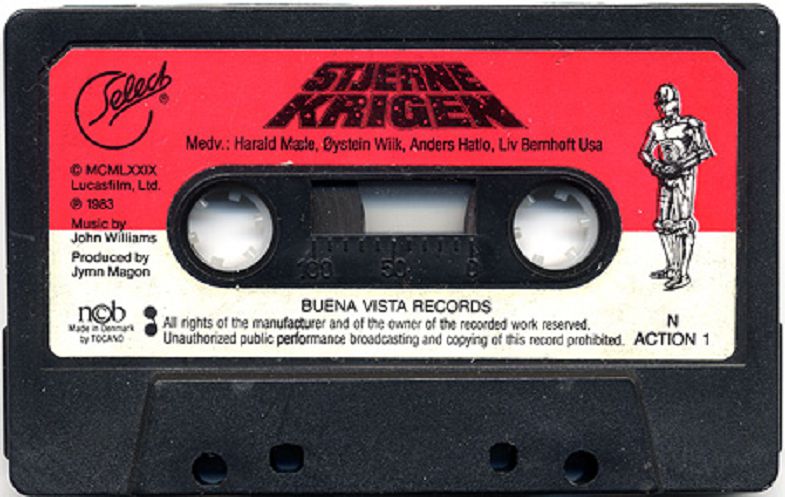 Select ®
STJERNE
KRIGEN
Medv.: Harald Mæle, Øystein Wiik, Anders Hatlo, Liv Bernhoft Usa
© MCMLXXIX
Lucasfilm, Ltd.
℗ 1983
Music by
John Williams
Produced by
Jymn Magon
100 50 0
BUENA VISTA RECORDS
ncb
Made in Denmark
by TOCANO
All rights of the manufacturer and of the owner of the recorded work reserved.
Unauthorized public performance broadcasting and copying of this record prohibited.
N
ACTION 1